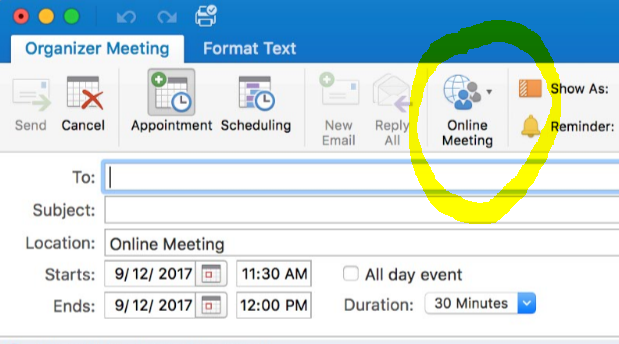 Organizer Meeting Format Text
Send Cancel Appointment Scheduling New Email Reply All Online Meeting Show As:
Reminder:
To:
Subject:
Location: Online Meeting
Starts: 9/12/2017 11:30 AM All day event
Ends: 9/12/2017 12:00 PM Duration: 30 Minutes